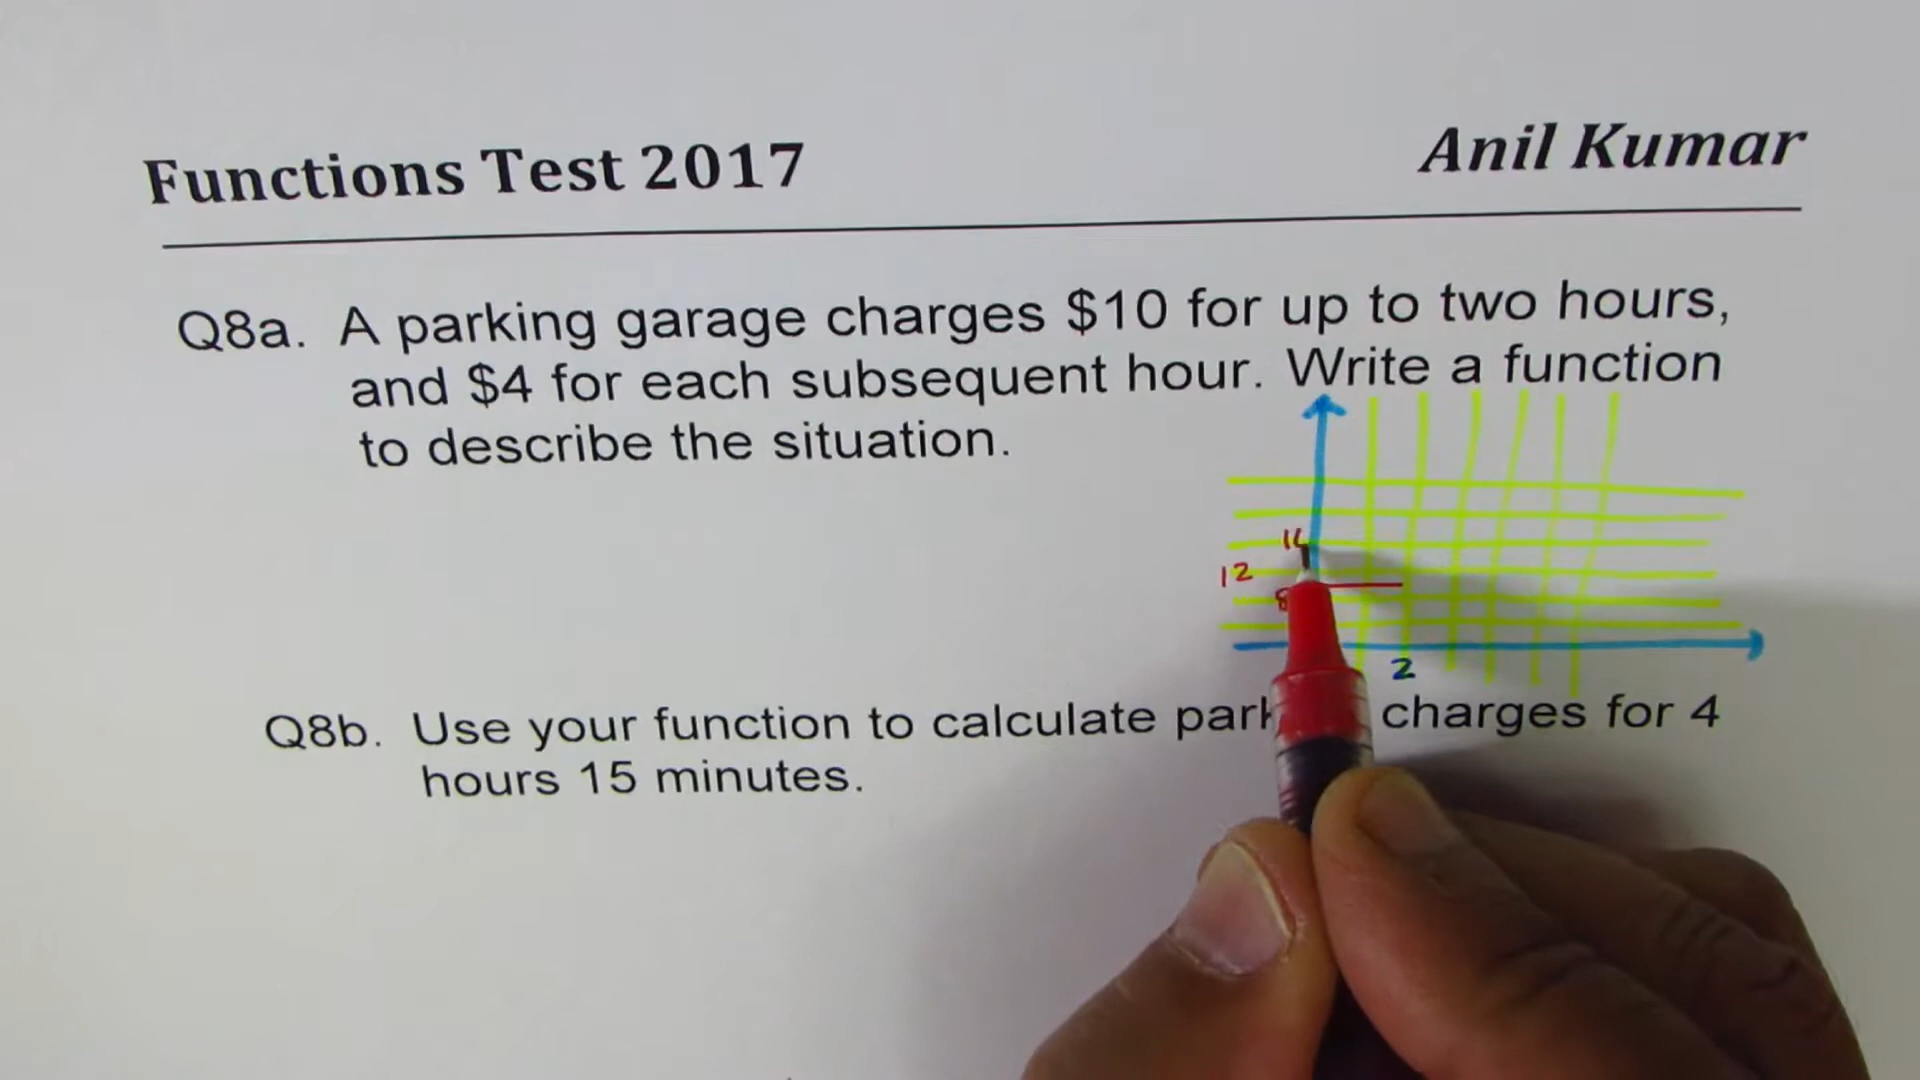 Functions Test 2017
Anil Kumar
Q8a. A parking garage charges $10 for up to two hours,
and $4 for each subsequent hour. Write a function
to describe the situation.
12
8
2
Q8b. Use your function to calculate charges for 4
hours 15 minutes.